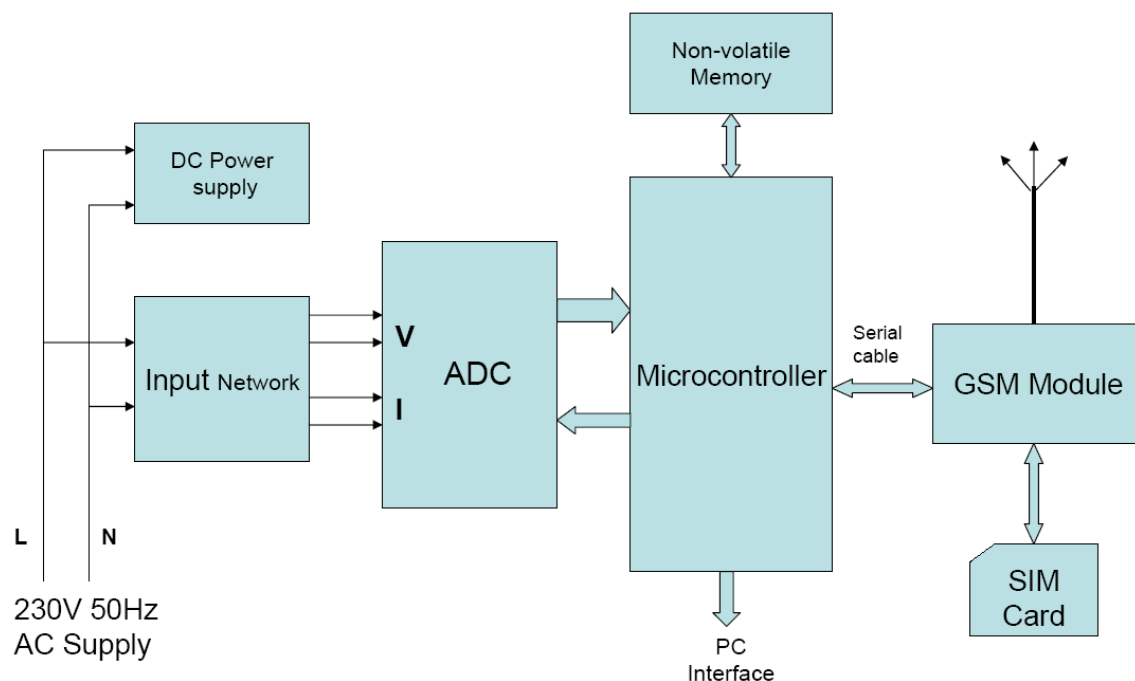 Non-volatile
Memory
DC Power
supply
Input Network
V
I
ADC
Microcontroller
Serial
cable
GSM Module
SIM
Card
L
N
230V 50Hz
AC Supply
PC
Interface